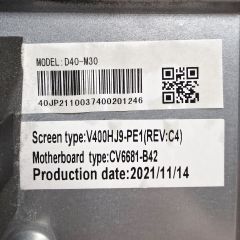 MODEL:D40-M30
40JP2110037400201246
Screen type:V400HJ9-PE1(REV:C4)
Motherboard type:CV6681-B42
Production date:2021/11/14